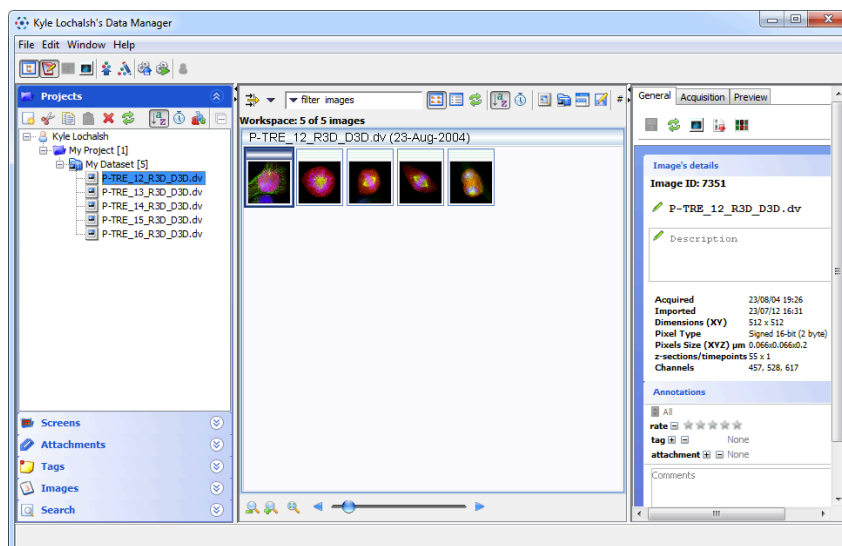 Kyle Lochalsh's Data Manager
File Edit Window Help
Projects
Kyle Lochalsh
My Project [1]
My Dataset [5]
P-TRE_12_R3D_D3D.dv
P-TRE_13_R3D_D3D.dv
P-TRE_14_R3D_D3D.dv
P-TRE_15_R3D_D3D.dv
P-TRE_16_R3D_D3D.dv
Screens
Attachments
Tags
Images
Search
filter images
#
Workspace: 5 of 5 images
P-TRE_12_R3D_D3D.dv (23-Aug-2004)
General Acquisition Preview
Image's details
Image ID: 7351
P-TRE_12_R3D_D3D.dv
Description
Acquired 23/08/04 19:26
Imported 23/07/12 16:31
Dimensions (XY) 512 x 512
Pixel Type Signed 16-bit (2 byte)
Pixels Size (XYZ) µm 0.066x0.066x0.2
z-sections/timepoints 55 x 1
Channels 457, 528, 617
Annotations
All
rate
tag None
attachment None
Comments